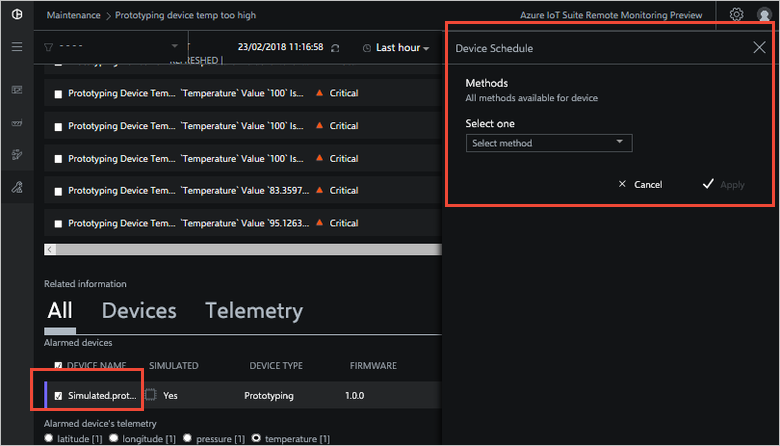 Maintenance > Prototyping device temp too high
Azure IoT Suite Remote Monitoring Preview
- - - -
23/02/2018 11:16:58
Last hour
REFRESHED |
Prototyping Device Tem... `Temperature` Value `100` Is... Critical
Prototyping Device Tem... `Temperature` Value `100` Is... Critical
Prototyping Device Tem... `Temperature` Value `100` Is... Critical
Prototyping Device Tem... `Temperature` Value `83.3597... Critical
Prototyping Device Tem... `Temperature` Value `95.1263... Critical
Related information
All Devices Telemetry
Alarmed devices
DEVICE NAME SIMULATED DEVICE TYPE FIRMWARE
Simulated.prot... Yes Prototyping 1.0.0
Alarmed device's telemetry
latitude [1] longitude [1] pressure [1] temperature [1]
Device Schedule
Methods
All methods available for device
Select one
Select method
Cancel Apply